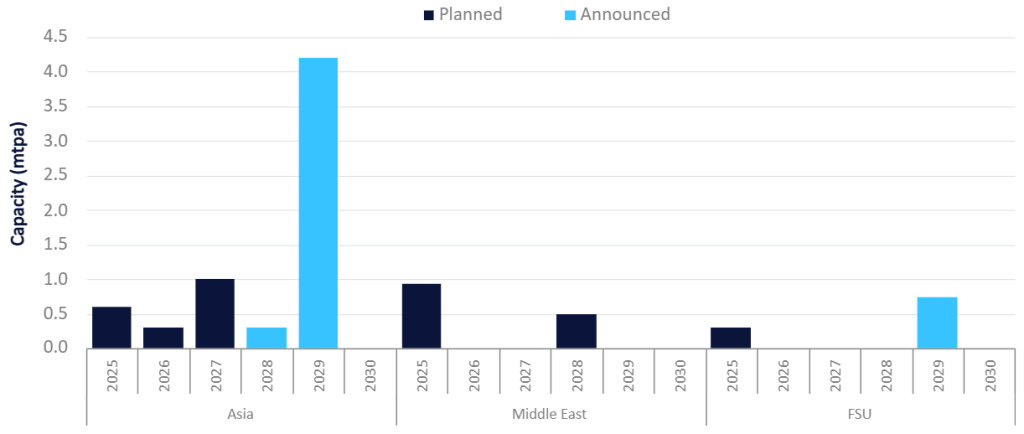 Planned Announced
Capacity (mtpa)
4.5
4.0
3.5
3.0
2.5
2.0
1.5
1.0
0.5
0.0
2025 2026 2027 2028 2029 2030 2025 2026 2027 2028 2029 2030 2025 2026 2027 2028 2029 2030
Asia Middle East FSU